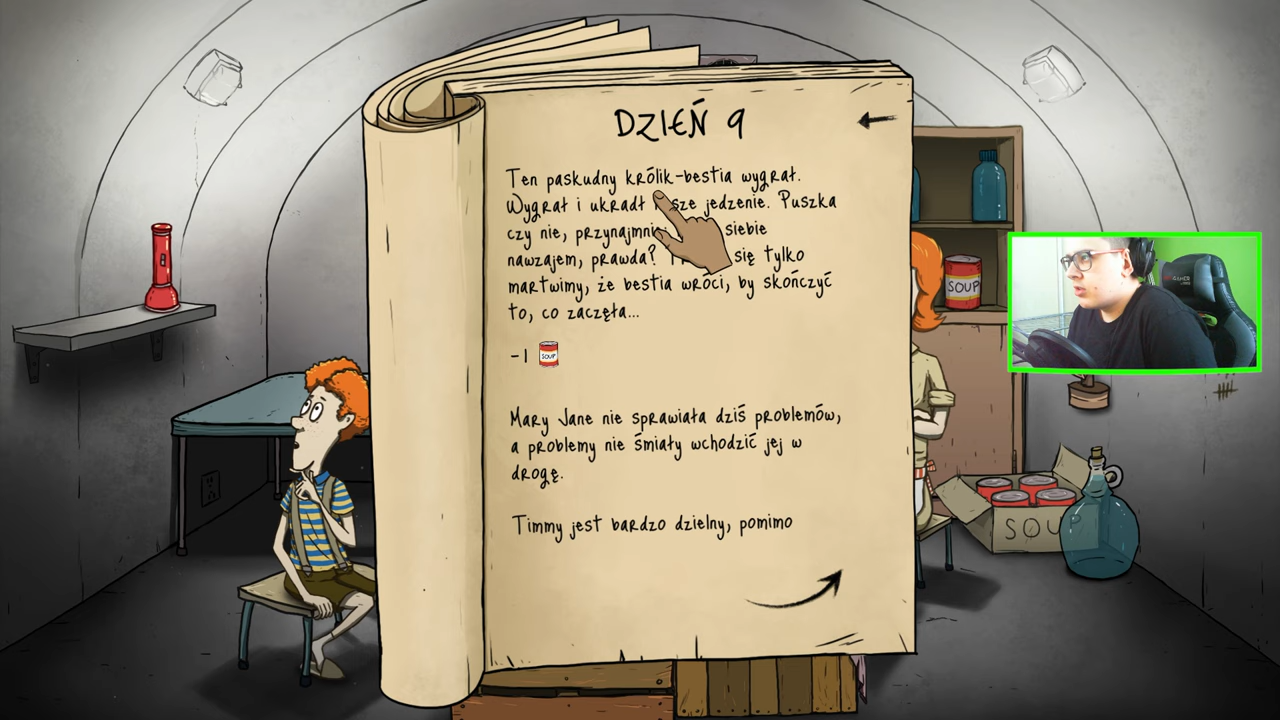 DZIEŃ 9
Ten paskudny królik-bestia wygrał.
Wygrał i ukradł sze jedzenie. Puszka
czy nie, przynajmni siebie
nawzajem, prawda? się tylko
martwimy, że bestia wróci, by skończyć
to, co zaczęła...
-1 SOUP
Mary Jane nie sprawiała dziś problemów,
a problemy nie śmiały wchodzić jej w
drogę.
Timmy jest bardzo dzielny, pomimo
SOUP
SOUP